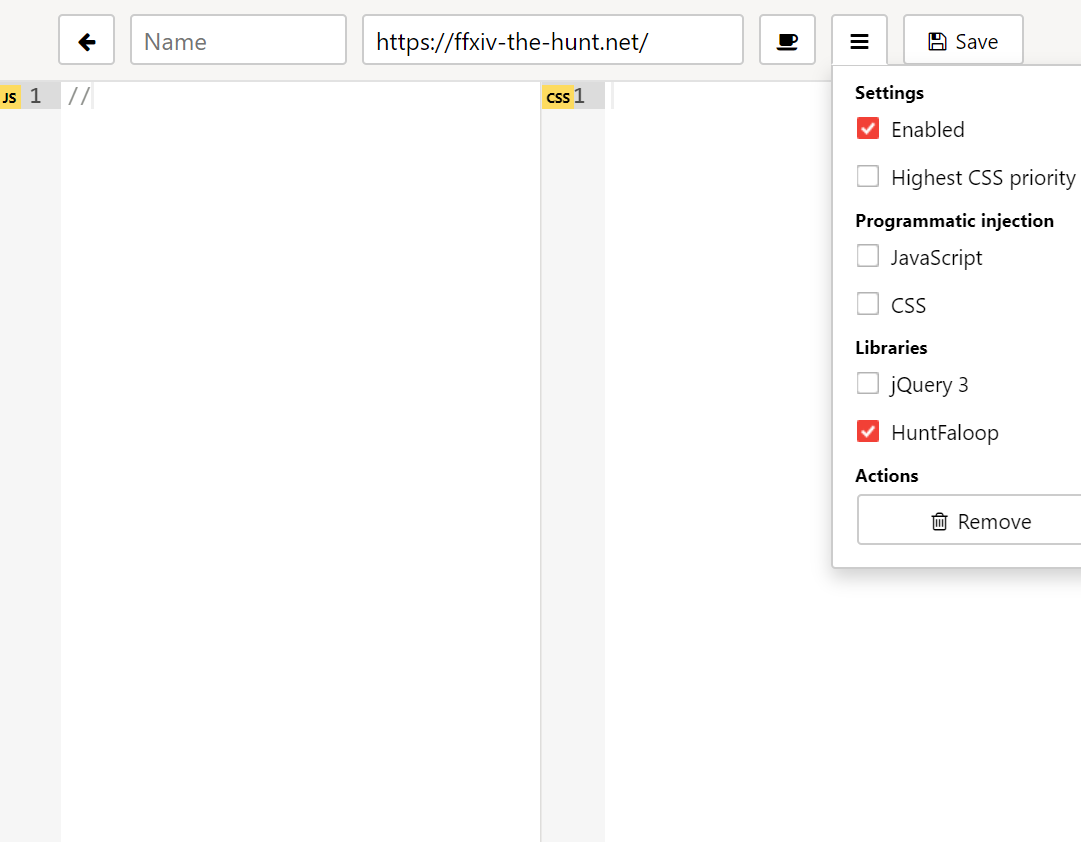 Name
https://ffxiv-the-hunt.net/
Save
JS 1 //
CSS 1
Settings
Enabled
Highest CSS priority
Programmatic injection
JavaScript
CSS
Libraries
jQuery 3
HuntFaloop
Actions
Remove